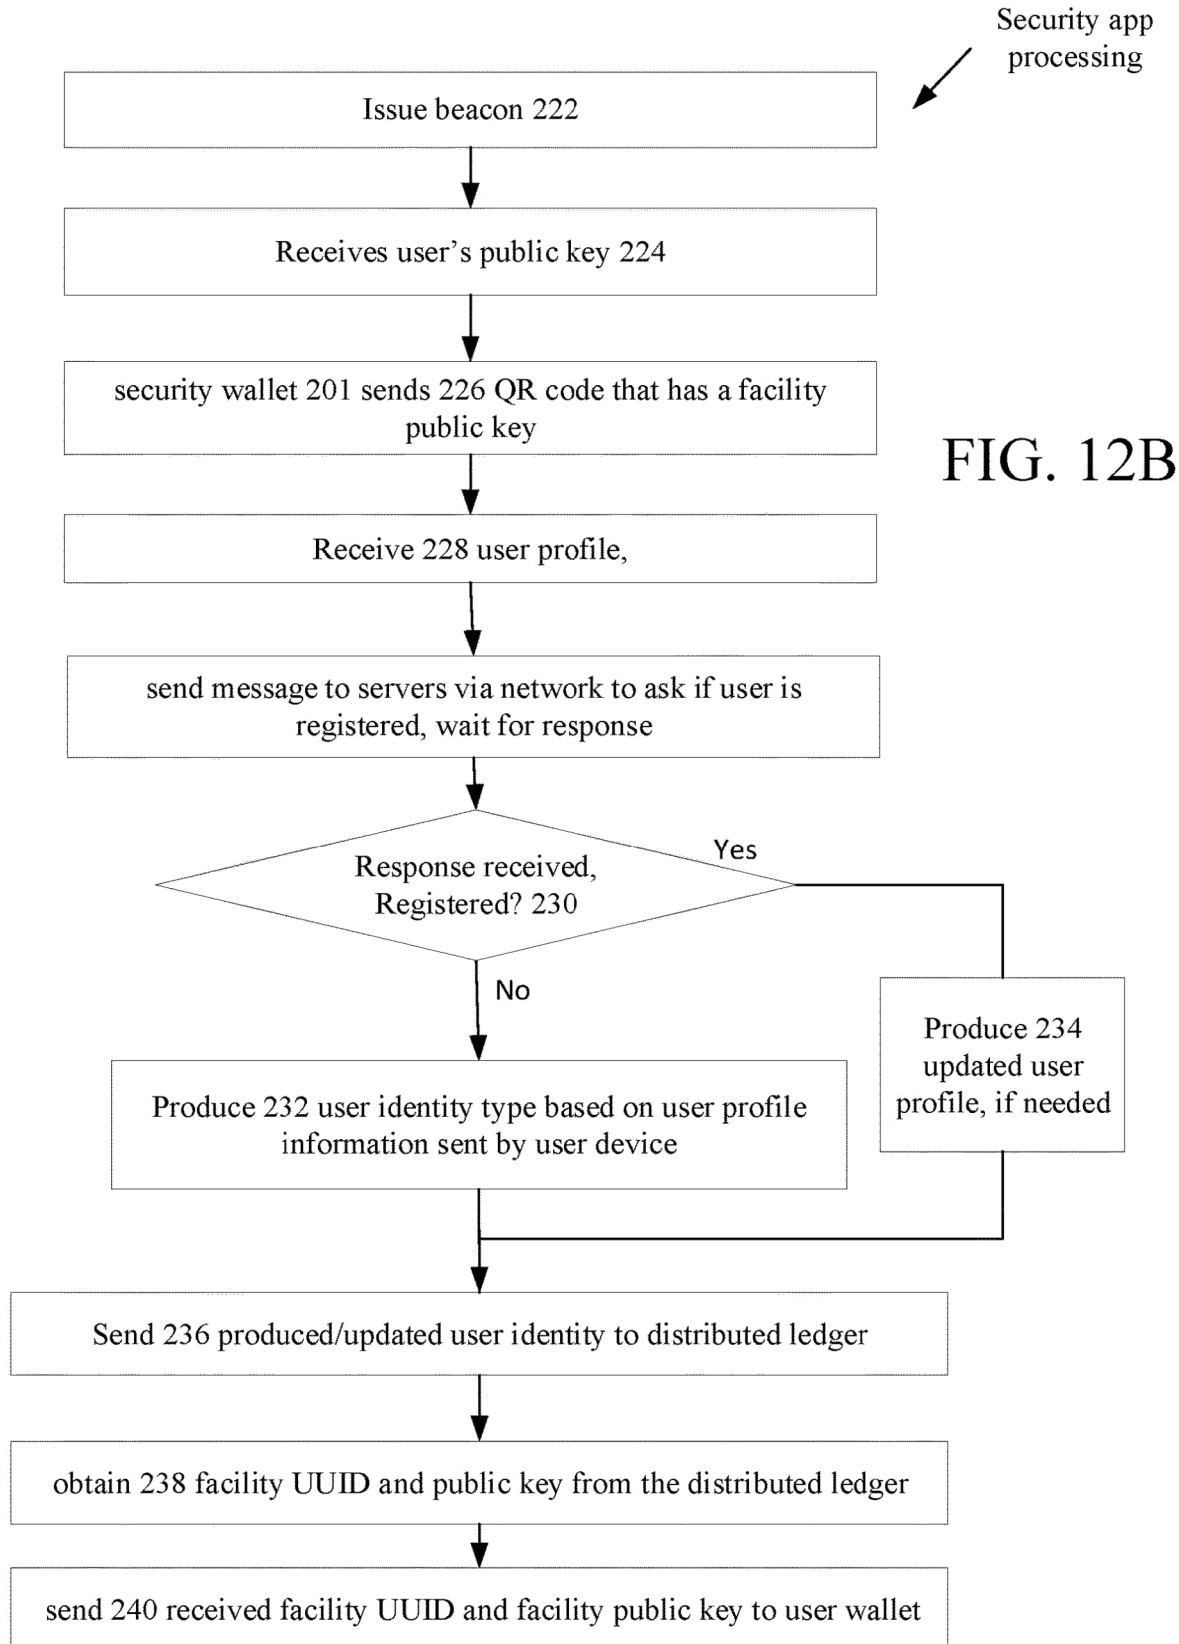 Security app
processing
Issue beacon 222
Receives user’s public key 224
security wallet 201 sends 226 QR code that has a facility
public key
FIG. 12B
Receive 228 user profile,
send message to servers via network to ask if user is
registered, wait for response
Response received,
Registered? 230
Yes
No
Produce 234
updated user
profile, if needed
Produce 232 user identity type based on user profile
information sent by user device
Send 236 produced/updated user identity to distributed ledger
obtain 238 facility UUID and public key from the distributed ledger
send 240 received facility UUID and facility public key to user wallet